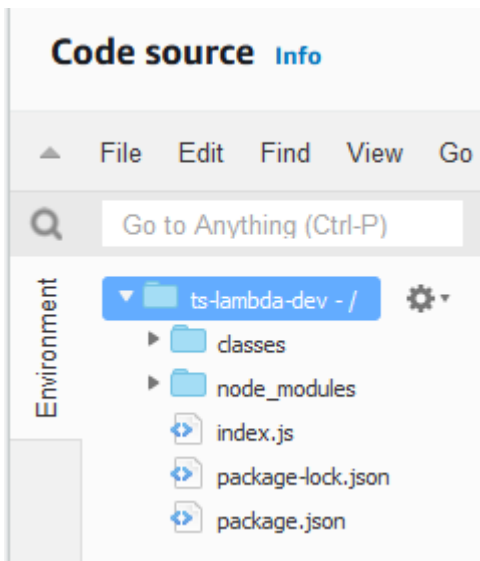 Code source Info
File Edit Find View Go
Go to Anything (Ctrl-P)
Environment
ts-lambda-dev - /
classes
node_modules
index.js
package-lock.json
package.json